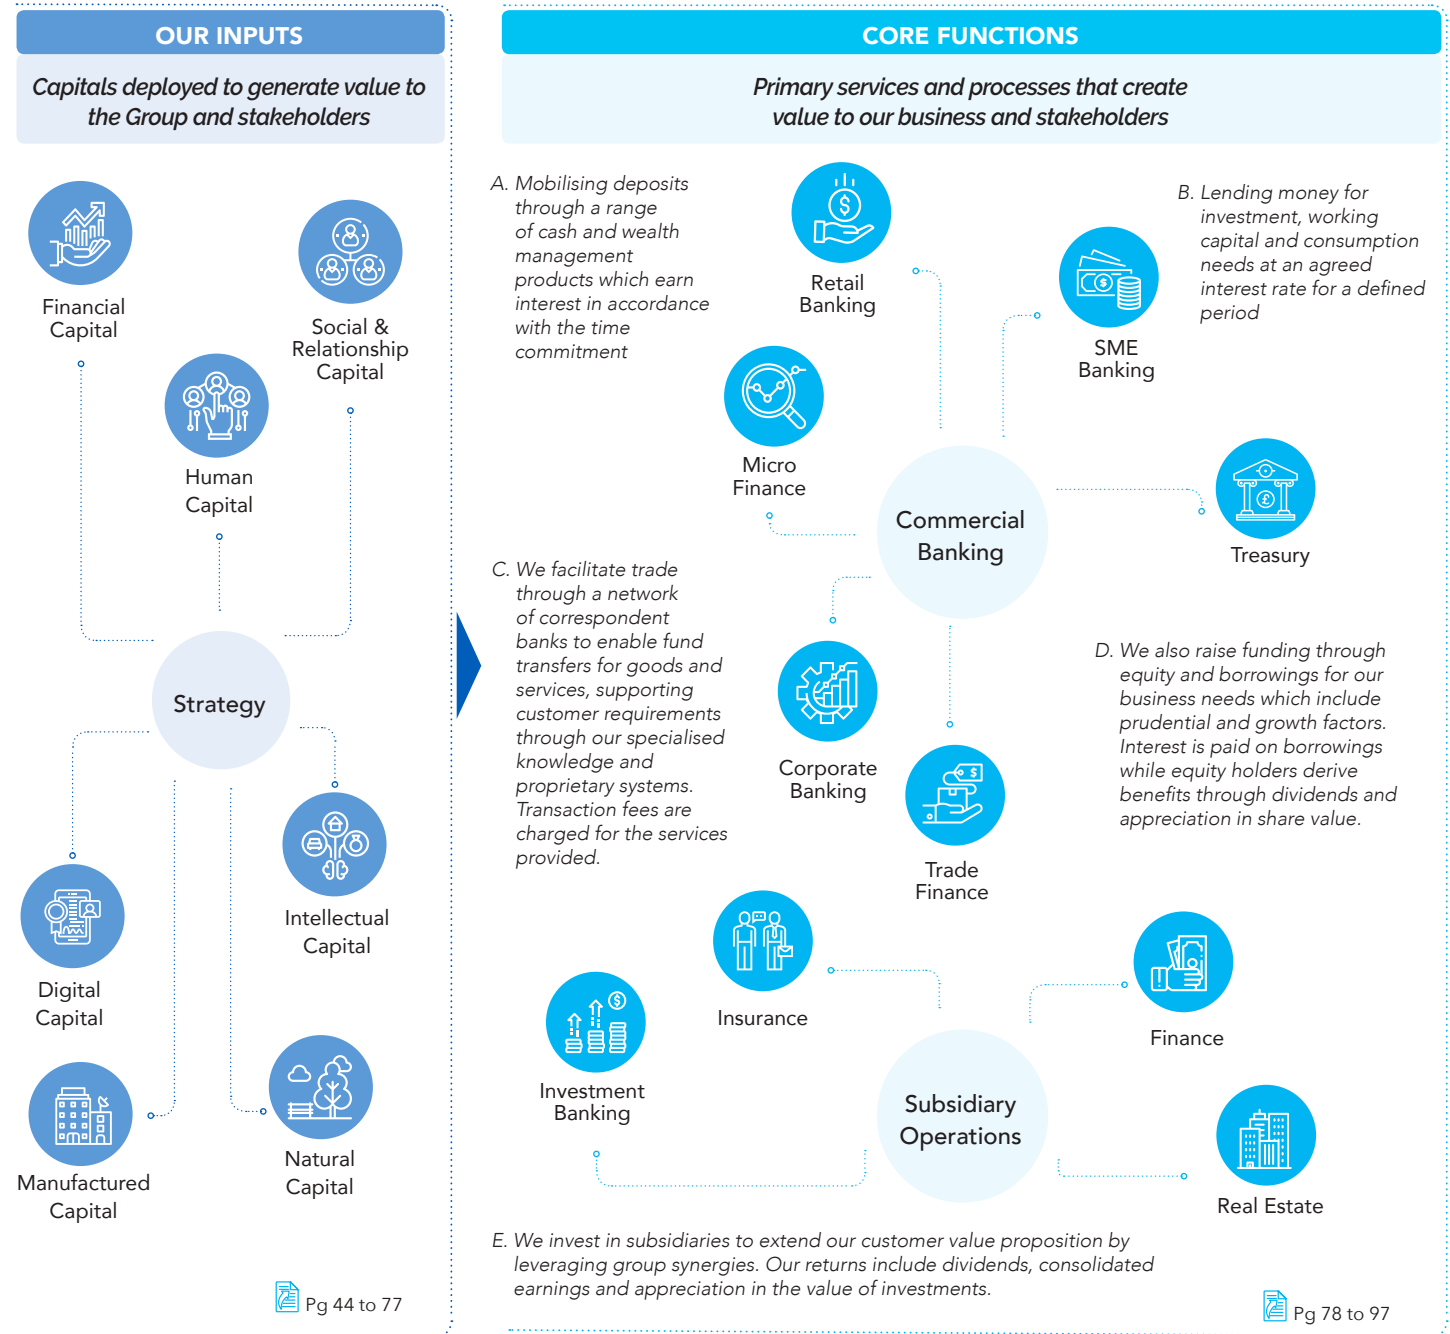 OUR INPUTS
Capitals deployed to generate value to
the Group and stakeholders
Financial
Capital
Social &
Relationship
Capital
Human
Capital
Strategy
Intellectual
Capital
Digital
Capital
Natural
Capital
Manufactured
Capital
Pg 44 to 77
CORE FUNCTIONS
Primary services and processes that create
value to our business and stakeholders
A. Mobilising deposits
through a range
of cash and wealth
management
products which earn
interest in accordance
with the time
commitment
Retail
Banking
B. Lending money for
investment, working
capital and consumption
needs at an agreed
interest rate for a defined
period
SME
Banking
Micro
Finance
Commercial
Banking
Treasury
C. We facilitate trade
through a network
of correspondent
banks to enable fund
transfers for goods and
services, supporting
customer requirements
through our specialised
knowledge and
proprietary systems.
Transaction fees are
charged for the services
provided.
Corporate
Banking
Trade
Finance
D. We also raise funding through
equity and borrowings for our
business needs which include
prudential and growth factors.
Interest is paid on borrowings
while equity holders derive
benefits through dividends and
appreciation in share value.
Insurance
Finance
Investment
Banking
Subsidiary
Operations
Real Estate
E. We invest in subsidiaries to extend our customer value proposition by
leveraging group synergies. Our returns include dividends, consolidated
earnings and appreciation in the value of investments.
Pg 78 to 97